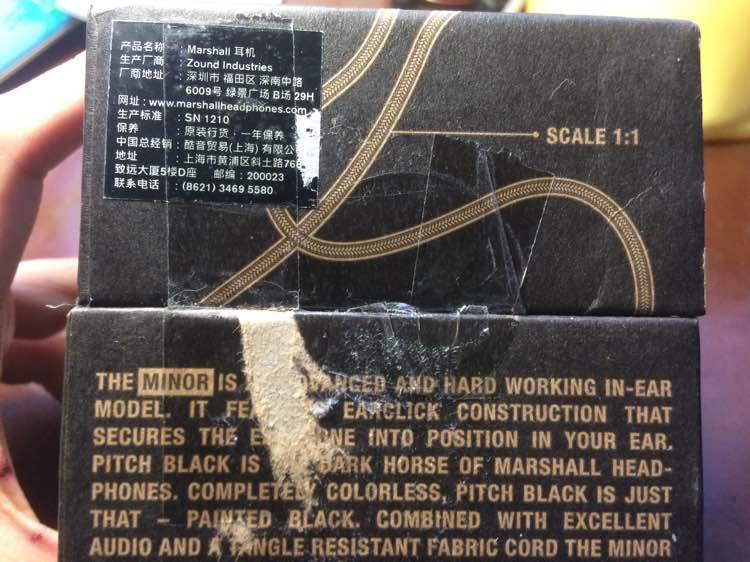 产品名称 : Marshall 耳机
生产厂商 : Zound Industries
厂商地址 : 深圳市 福田区 深南中路
6009号 绿景广场 B场 29H
网址 : www.marshallheadphones.com
生产标准 : SN 1210
保养 : 原装行货 . 一年保养
中国总经销 : 酷音贸易(上海) 有限公
地址 : 上海市黄浦区斜土路
致远大厦5楼D座 邮编 : 200023
联系电话 : (8621) 3469 5580
SCALE 1:1
THE MINOR IS AND HARD WORKING IN-EAR
MODEL. IT EARCLICK CONSTRUCTION THAT
SECURES THE INTO POSITION IN YOUR EAR.
PITCH BLACK IS DARK HORSE OF MARSHALL HEAD-
PHONES. COMPLETELY COLORLESS, PITCH BLACK IS JUST
THAT – PAINTED BLACK. COMBINED WITH EXCELLENT
AUDIO AND A TANGLE RESISTANT FABRIC CORD THE MINOR